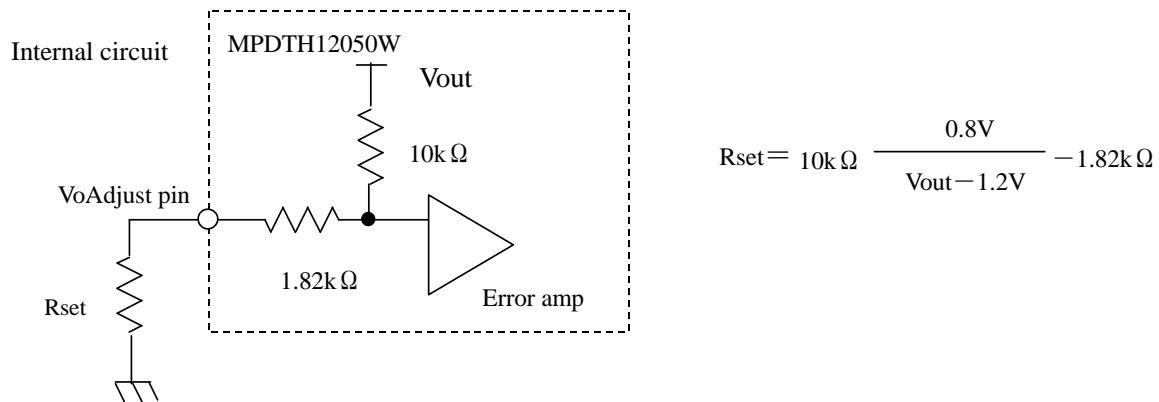 Internal circuit
MPDTH12050W
Vout
10kΩ
VoAdjust pin
1.82kΩ
Error amp
Rset
Rset＝ 10kΩ 0.8V －1.82kΩ
Vout－1.2V